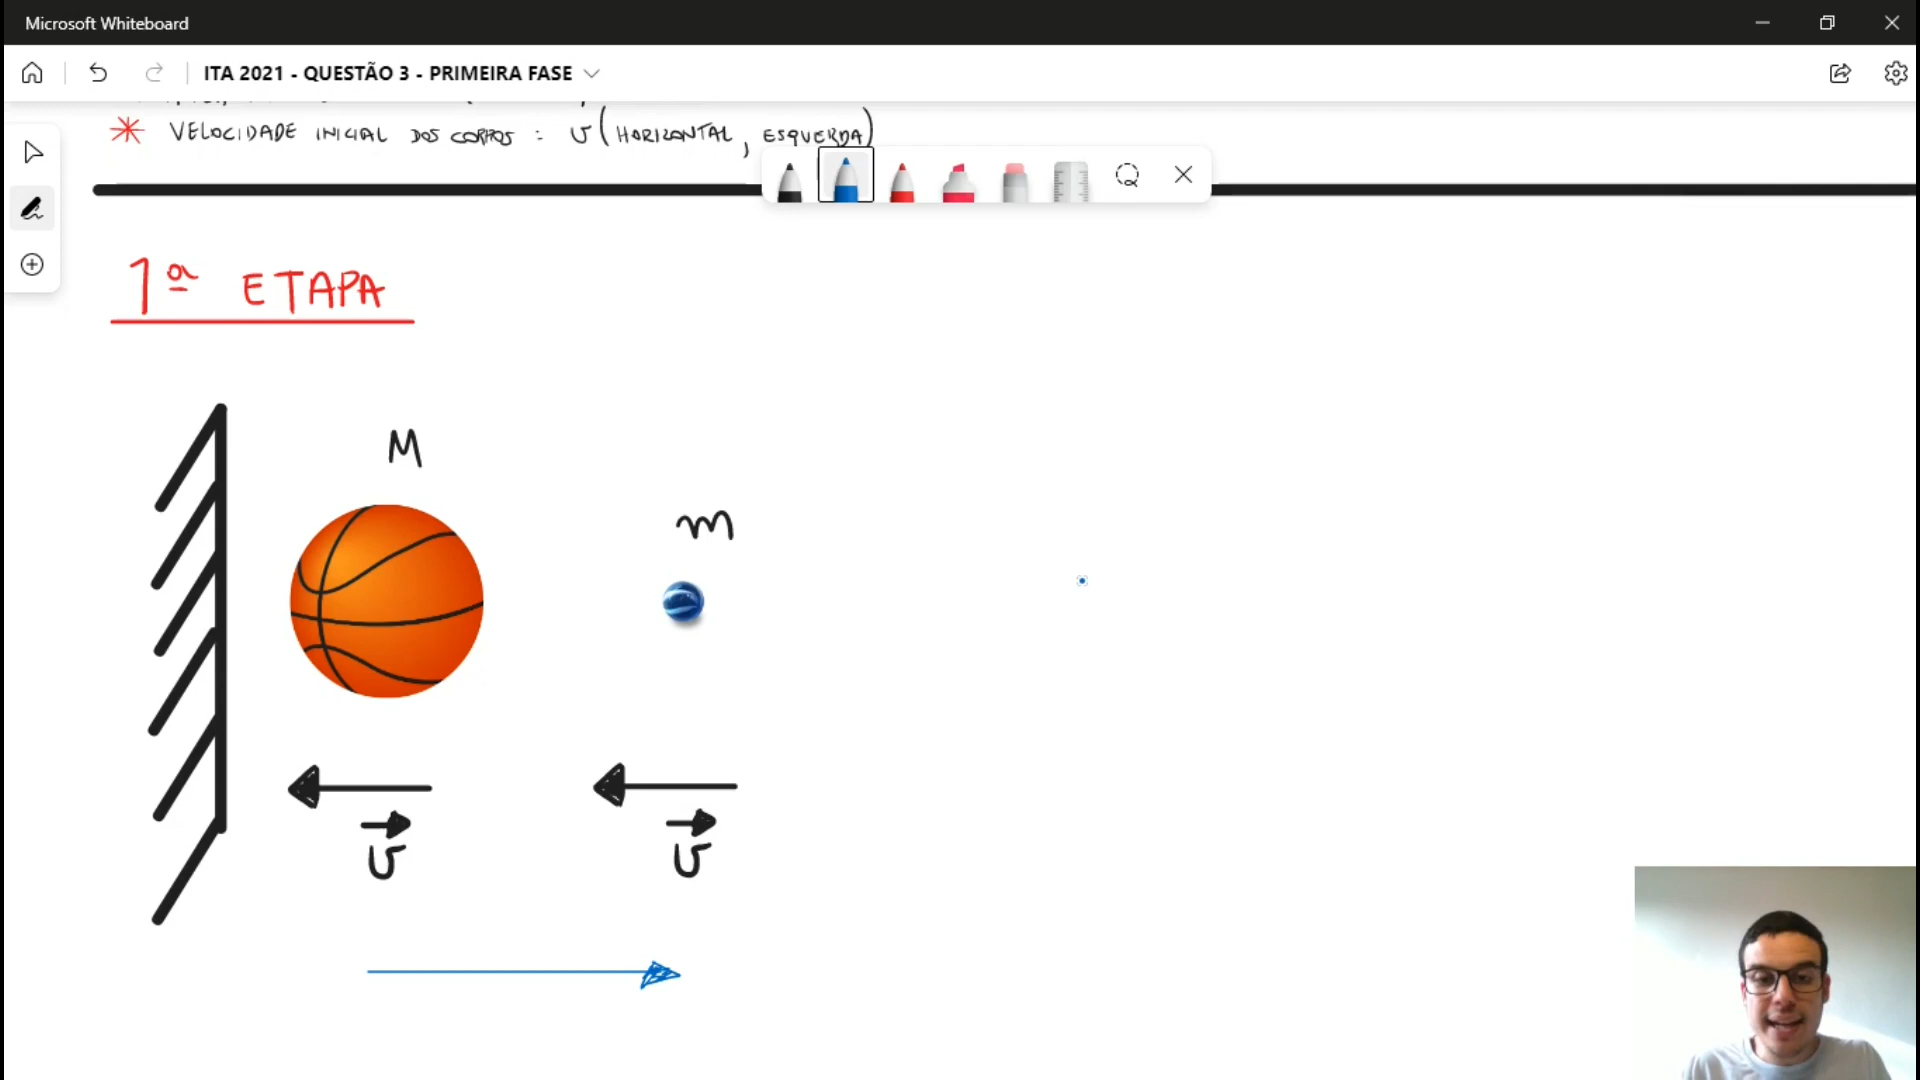 Microsoft Whiteboard
ITA 2021 - QUESTÃO 3 - PRIMEIRA FASE
* VELOCIDADE INICIAL DOS CORPOS : v (HORIZONTAL, ESQUERDA)
1ª ETAPA
M
m
v
v